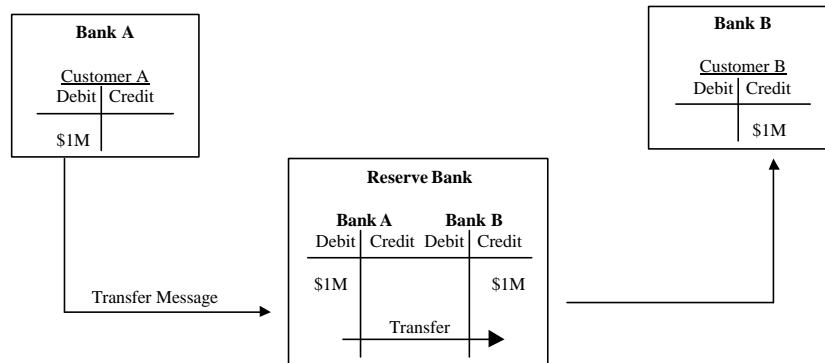 Bank A
Customer A
Debit Credit
$1M
Bank B
Customer B
Debit Credit
$1M
Reserve Bank
Bank A Bank B
Debit Credit Debit Credit
$1M $1M
Transfer
Transfer Message